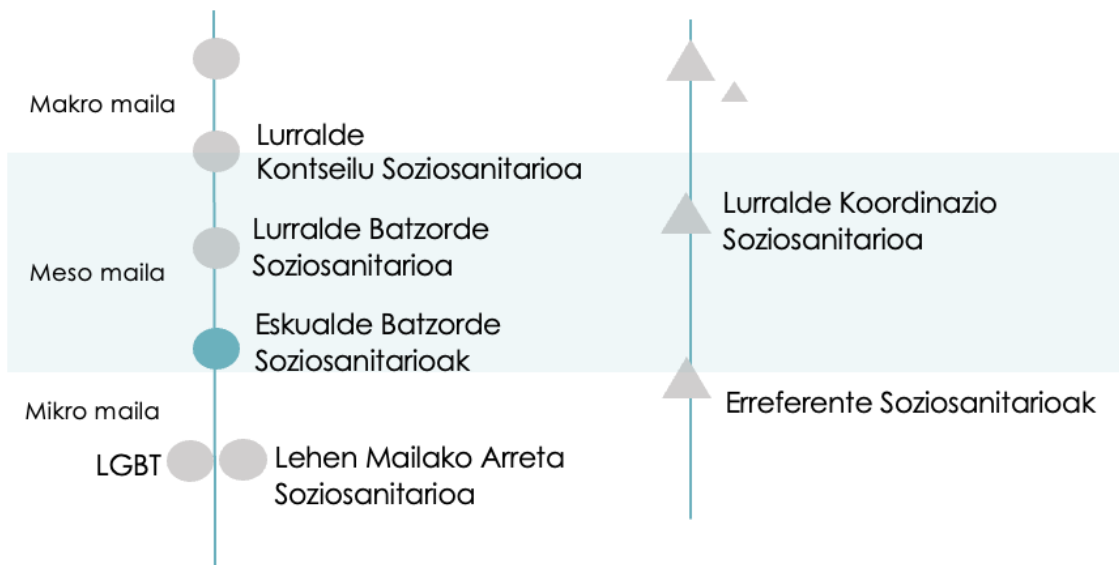 Makro maila
Lurralde
Kontseilu Soziosanitarioa
Lurralde Koordinazio
Soziosanitarioa
Lurralde Batzorde
Soziosanitarioa
Meso maila
Eskualde Batzorde
Soziosanitarioak
Mikro maila
Erreferente Soziosanitarioak
LGBT
Lehen Mailako Arreta
Soziosanitarioa